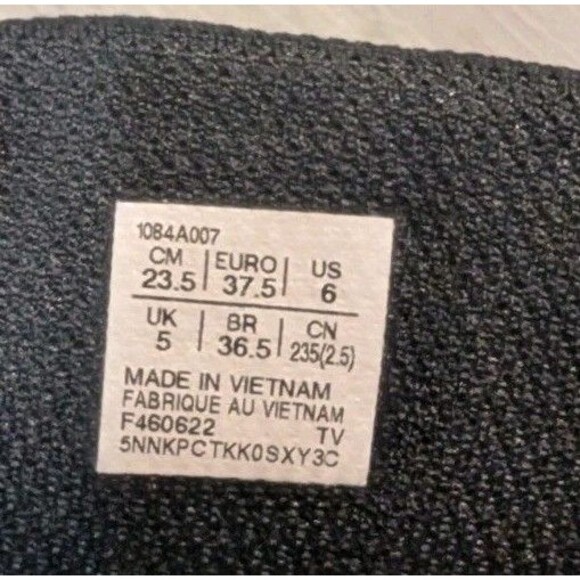 1084A007
CM | EURO | US
23.5 | 37.5 | 6
UK | BR | CN
5 | 36.5 | 235(2.5)
MADE IN VIETNAM
FABRIQUE AU VIETNAM
F460622 TV
5NNKPCTKK0SXY3C